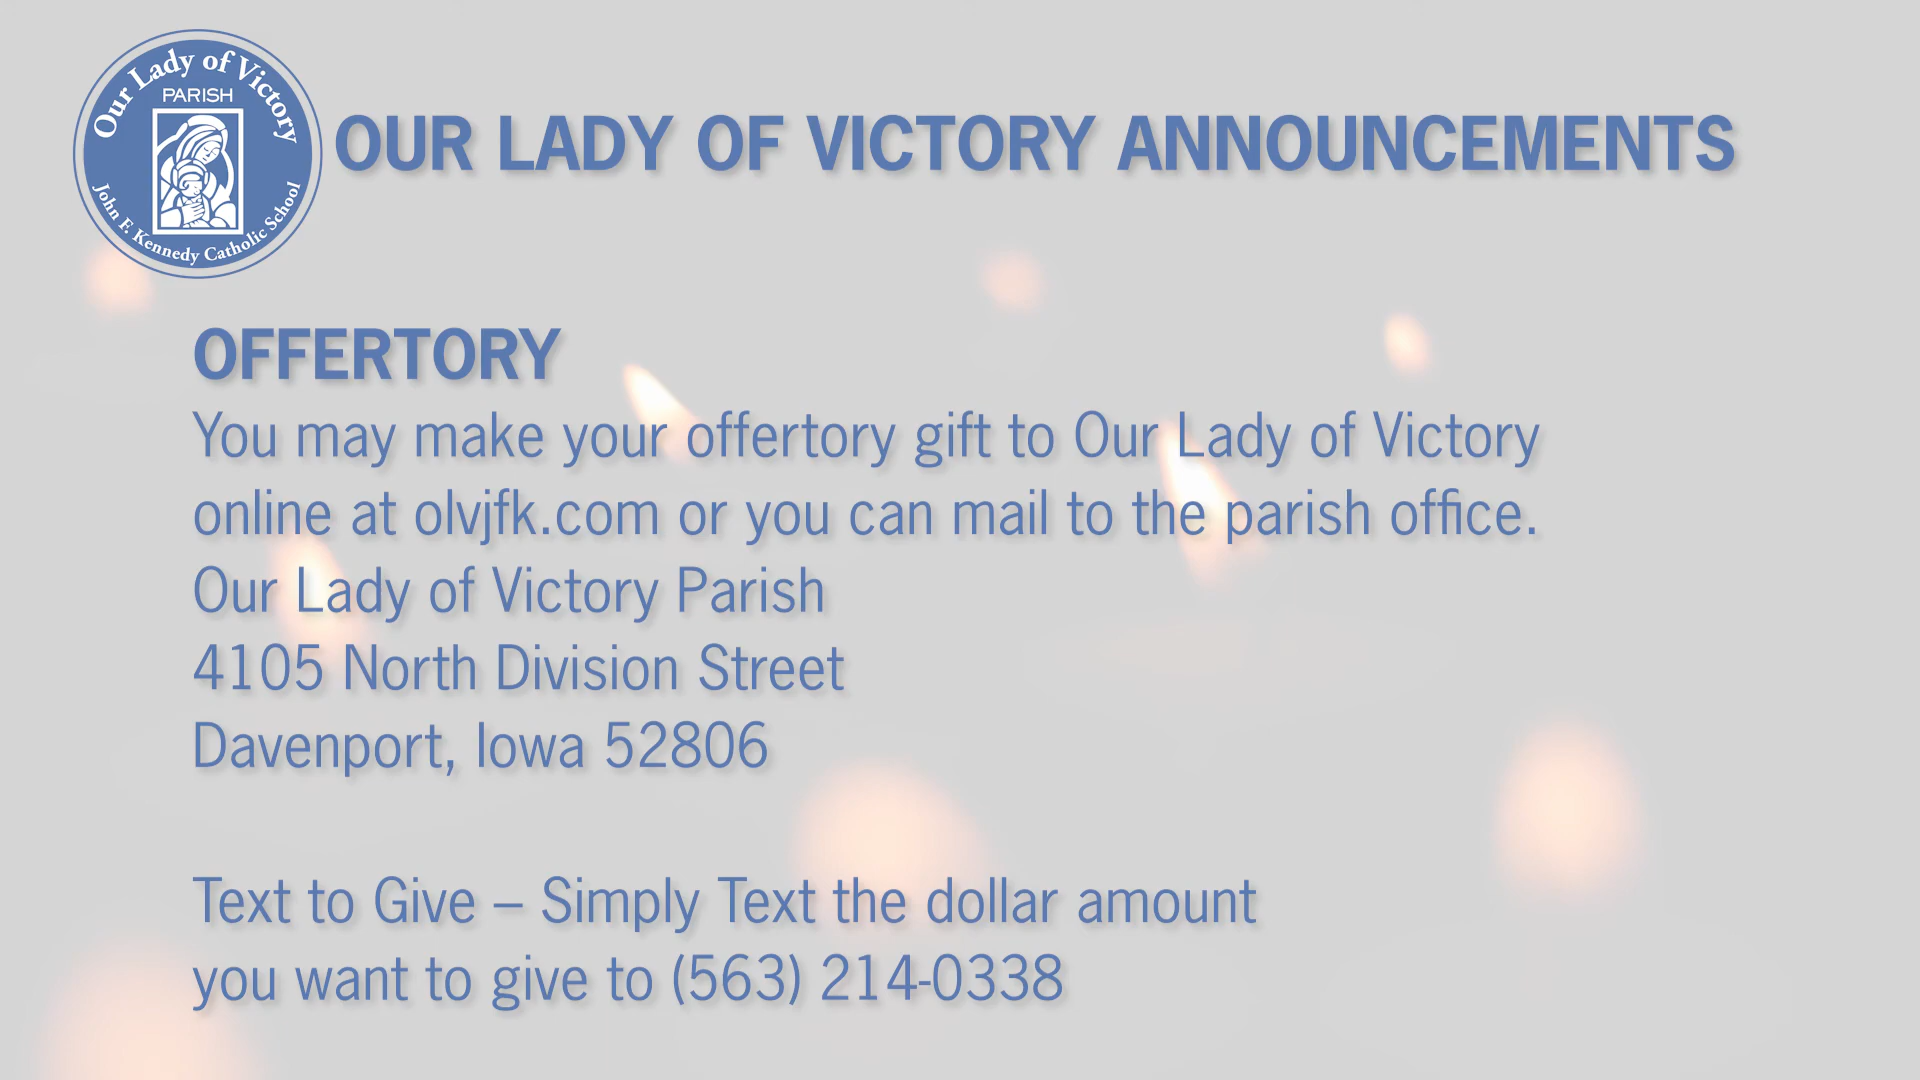 Our Lady of Victory
PARISH
John F. Kennedy Catholic School
OUR LADY OF VICTORY ANNOUNCEMENTS
OFFERTORY
You may make your offertory gift to Our Lady of Victory
online at olvjfk.com or you can mail to the parish office.
Our Lady of Victory Parish
4105 North Division Street
Davenport, Iowa 52806
Text to Give – Simply Text the dollar amount
you want to give to (563) 214-0338